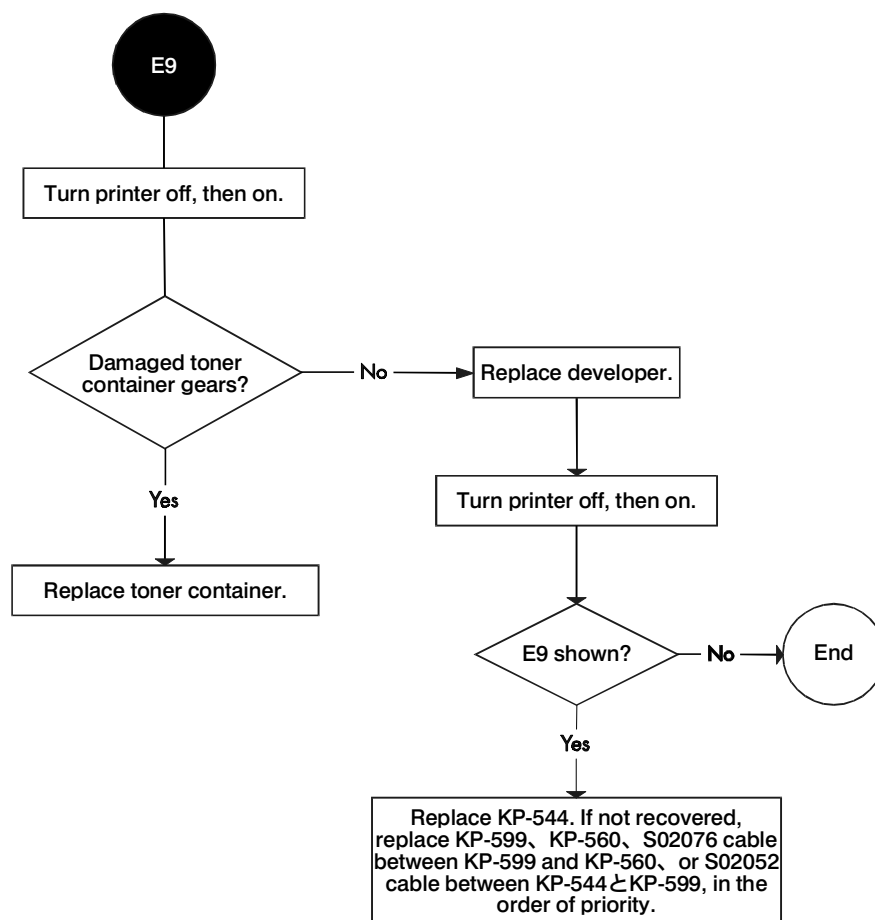 E9
Turn printer off, then on.
Damaged toner
container gears?
No
Replace developer.
Yes
Turn printer off, then on.
Replace toner container.
E9 shown?
No
End
Yes
Replace KP-544. If not recovered,
replace KP-599、KP-560、S02076 cable
between KP-599 and KP-560、or S02052
cable between KP-544とKP-599, in the
order of priority.